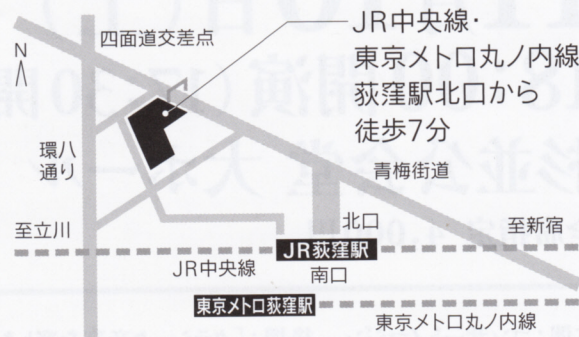 JR中央線・
東京メトロ丸ノ内線
荻窪駅北口から
徒歩7分
四面道交差点
N
環八
通り
青梅街道
至立川
北口
至新宿
JR荻窪駅
JR中央線
南口
東京メトロ荻窪駅
東京メトロ丸ノ内線